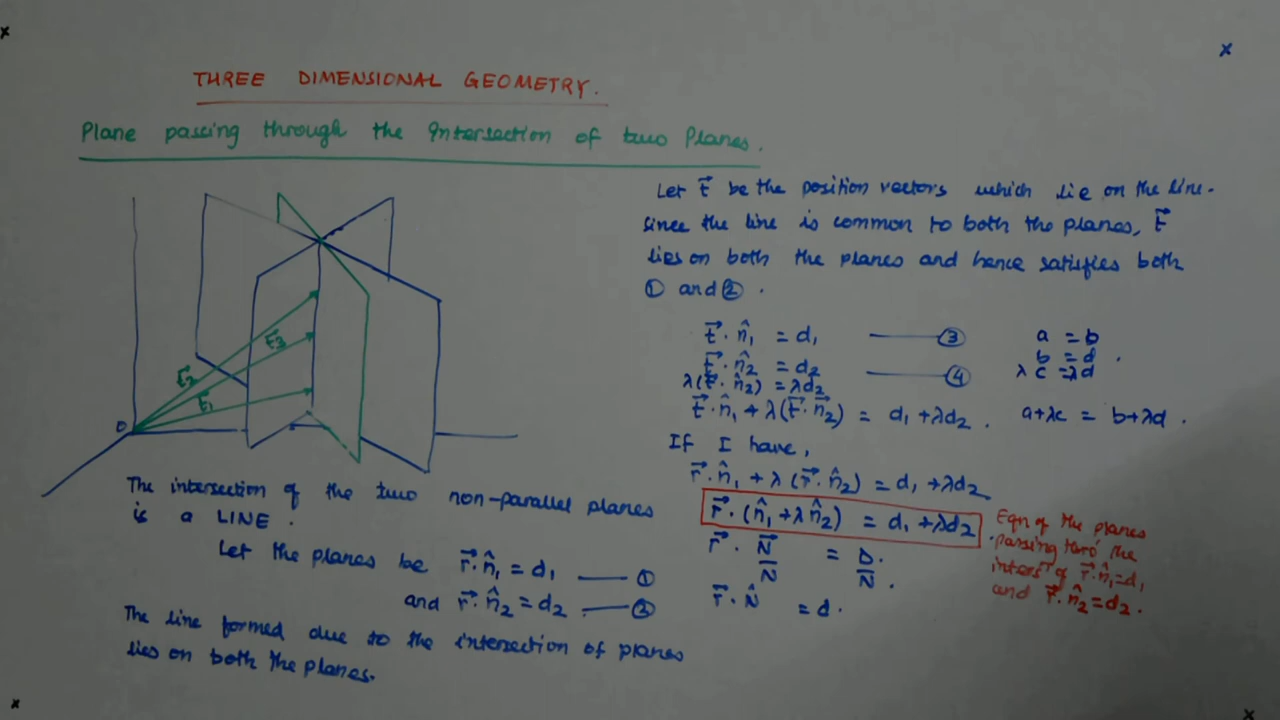 THREE DIMENSIONAL GEOMETRY.
Plane passing through the Intersection of two Planes.
O
t⃗₂
t⃗₃
t⃗₁
The intersection of the two non-parallel planes
is a LINE.
Let the planes be r⃗·n̂₁ = d₁ —— ①
and r⃗·n̂₂ = d₂ —— ②
The line formed due to the intersection of planes
lies on both the planes.
Let t⃗ be the position vectors which lie on the line.
since the line is common to both the planes, t⃗
lies on both the planes and hence satisfies both
① and ② .
t⃗·n̂₁ = d₁ —— ③
t⃗·n̂₂ = d₂ —— ④
λ(t⃗·n̂₂) = λd₂
t⃗·n̂₁ + λ(t⃗·n⃗₂) = d₁ + λd₂ .
a = b
b = d .
λ c = λd
a+λc = b+λd .
If I have,
r⃗·n̂₁ + λ(r⃗·n̂₂) = d₁ + λd₂
r⃗·(n̂₁ + λn̂₂) = d₁ + λd₂ .
r⃗ · N⃗/N = D/N .
r⃗ · N̂ = d .
Eqn of the planes
passing thro' the
intersⁿ of r⃗·n̂₁=d₁
and r⃗·n̂₂=d₂ .